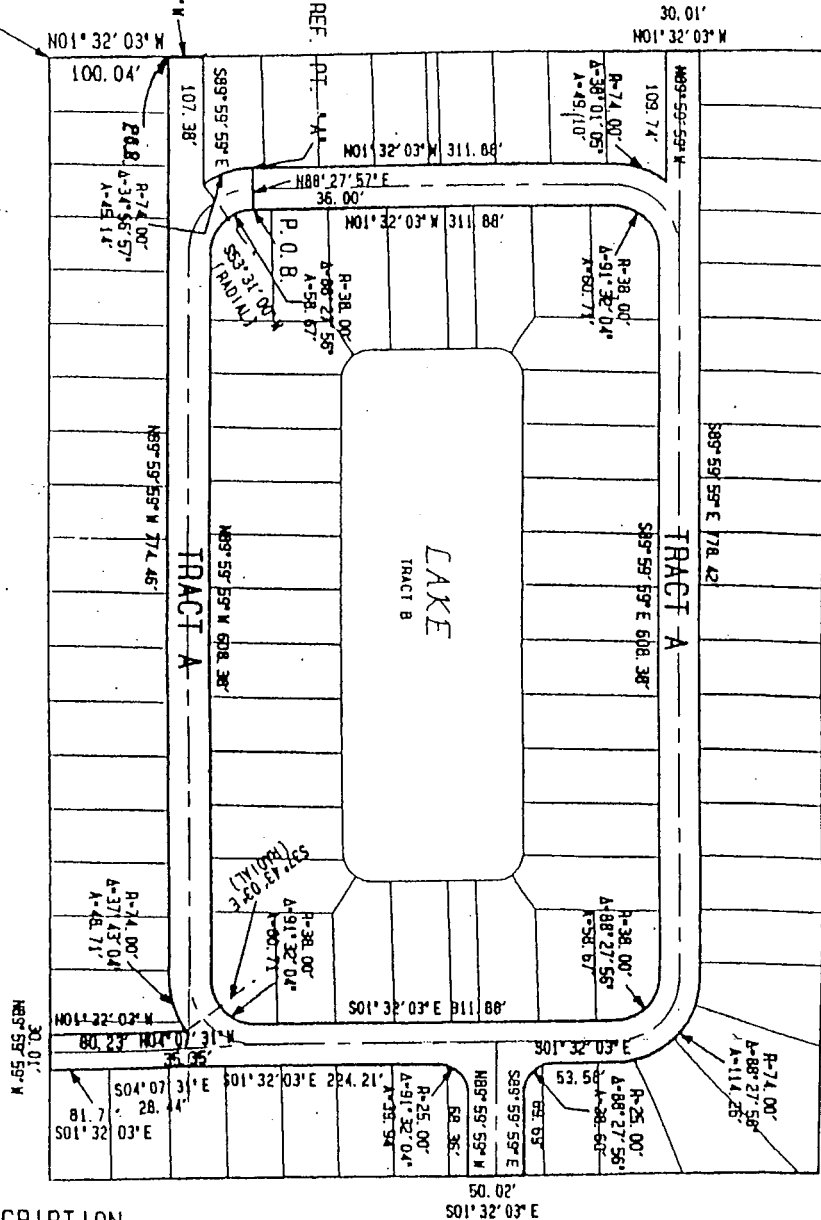 30.01'
N01°32'03"W
N01°32'03"W
100.04'
"W
REF. PT. "A"
N89°59'59"W
109.74'
R=74.00'
Δ=38°01'05"
A=49.10'
S89°59'59"E
107.38'
P.O.B.
R=74.00'
Δ=34°56'57"
A=45.14'
N01°32'03"W 311.88'
N88°27'57"E
36.00'
N01°32'03"W 311.88'
P.O.B.
S53°31'00"W
(RADIAL)
R=38.00'
Δ=88°27'56"
A=58.67'
R=38.00'
Δ=91°32'04"
A=60.71'
S89°59'59"E 778.42'
TRACT A
S89°59'59"E 608.38'
LAKE
TRACT B
N89°59'59"W 608.38'
TRACT A
N89°59'59"W 774.46'
S37°43'03"E
(RADIAL)
R=38.00'
Δ=91°32'04"
A=60.71
R=38.00'
Δ=88°27'56"
A=58.67'
R=74.00'
Δ=37°43'04"
A=48.71'
R=74.00'
Δ=88°27'56"
A=114.26'
S01°32'03"E 311.88'
N01°32'03"W
80.23'
N04°07'31"W
35.35'
30.01'
N89°59'59"W
S04°07'31"E
28.44'
81.7
S01°32'03"E
S01°32'03"E 224.21'
S01°32'03"E
53.56'
R=25.00'
Δ=91°32'04"
A=39.94
R=25.00'
Δ=88°27'56"
A=38.60'
N89°59'59"W
68.36'
S89°59'59"E
69.69'
50.02'
S01°32'03"E